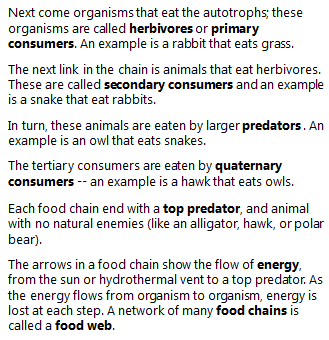 Next come organisms that eat the autotrophs; these
organisms are called herbivores or primary
consumers. An example is a rabbit that eats grass.
The next link in the chain is animals that eat herbivores.
These are called secondary consumers and an example
is a snake that eat rabbits.
In turn, these animals are eaten by larger predators. An
example is an owl that eats snakes.
The tertiary consumers are eaten by quaternary
consumers -- an example is a hawk that eats owls.
Each food chain end with a top predator, and animal
with no natural enemies (like an alligator, hawk, or polar
bear).
The arrows in a food chain show the flow of energy,
from the sun or hydrothermal vent to a top predator. As
the energy flows from organism to organism, energy is
lost at each step. A network of many food chains is
called a food web.